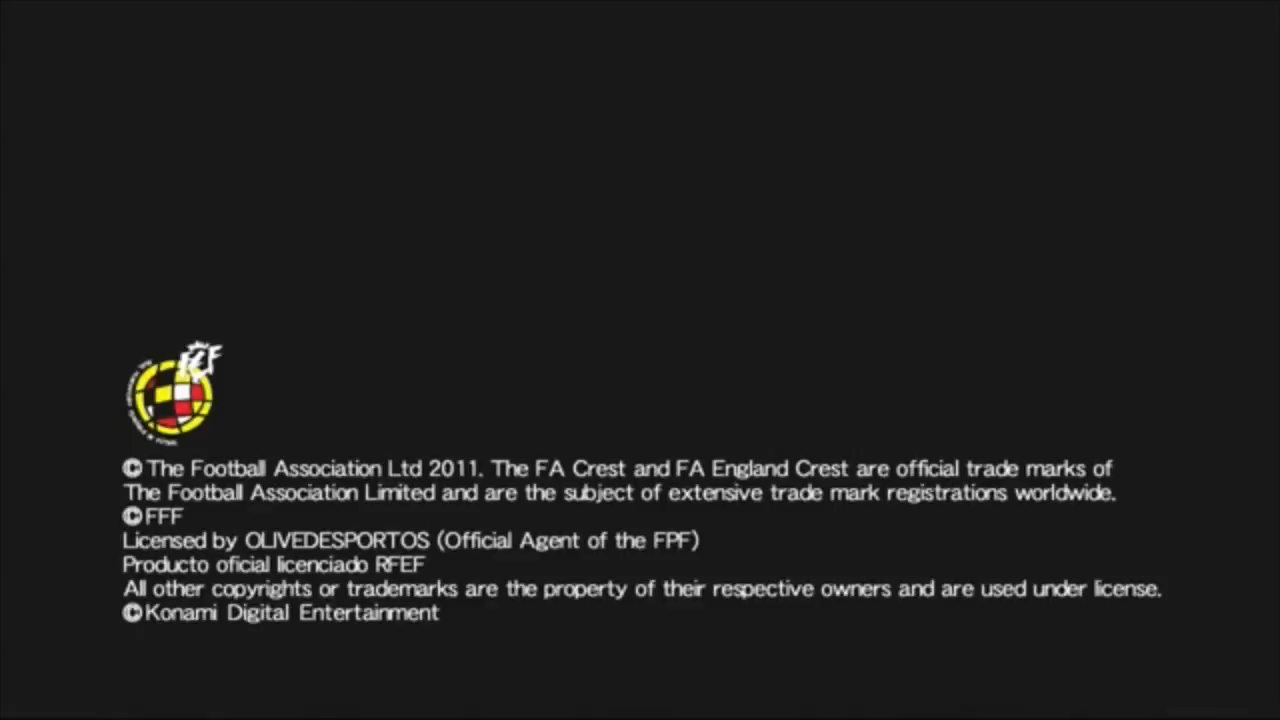 ©The Football Association Ltd 2011. The FA Crest and FA England Crest are official trade marks of
The Football Association Limited and are the subject of extensive trade mark registrations worldwide.
©FFF
Licensed by OLIVEDESPORTOS (Official Agent of the FPF)
Producto oficial licenciado RFEF
All other copyrights or trademarks are the property of their respective owners and are used under license.
©Konami Digital Entertainment